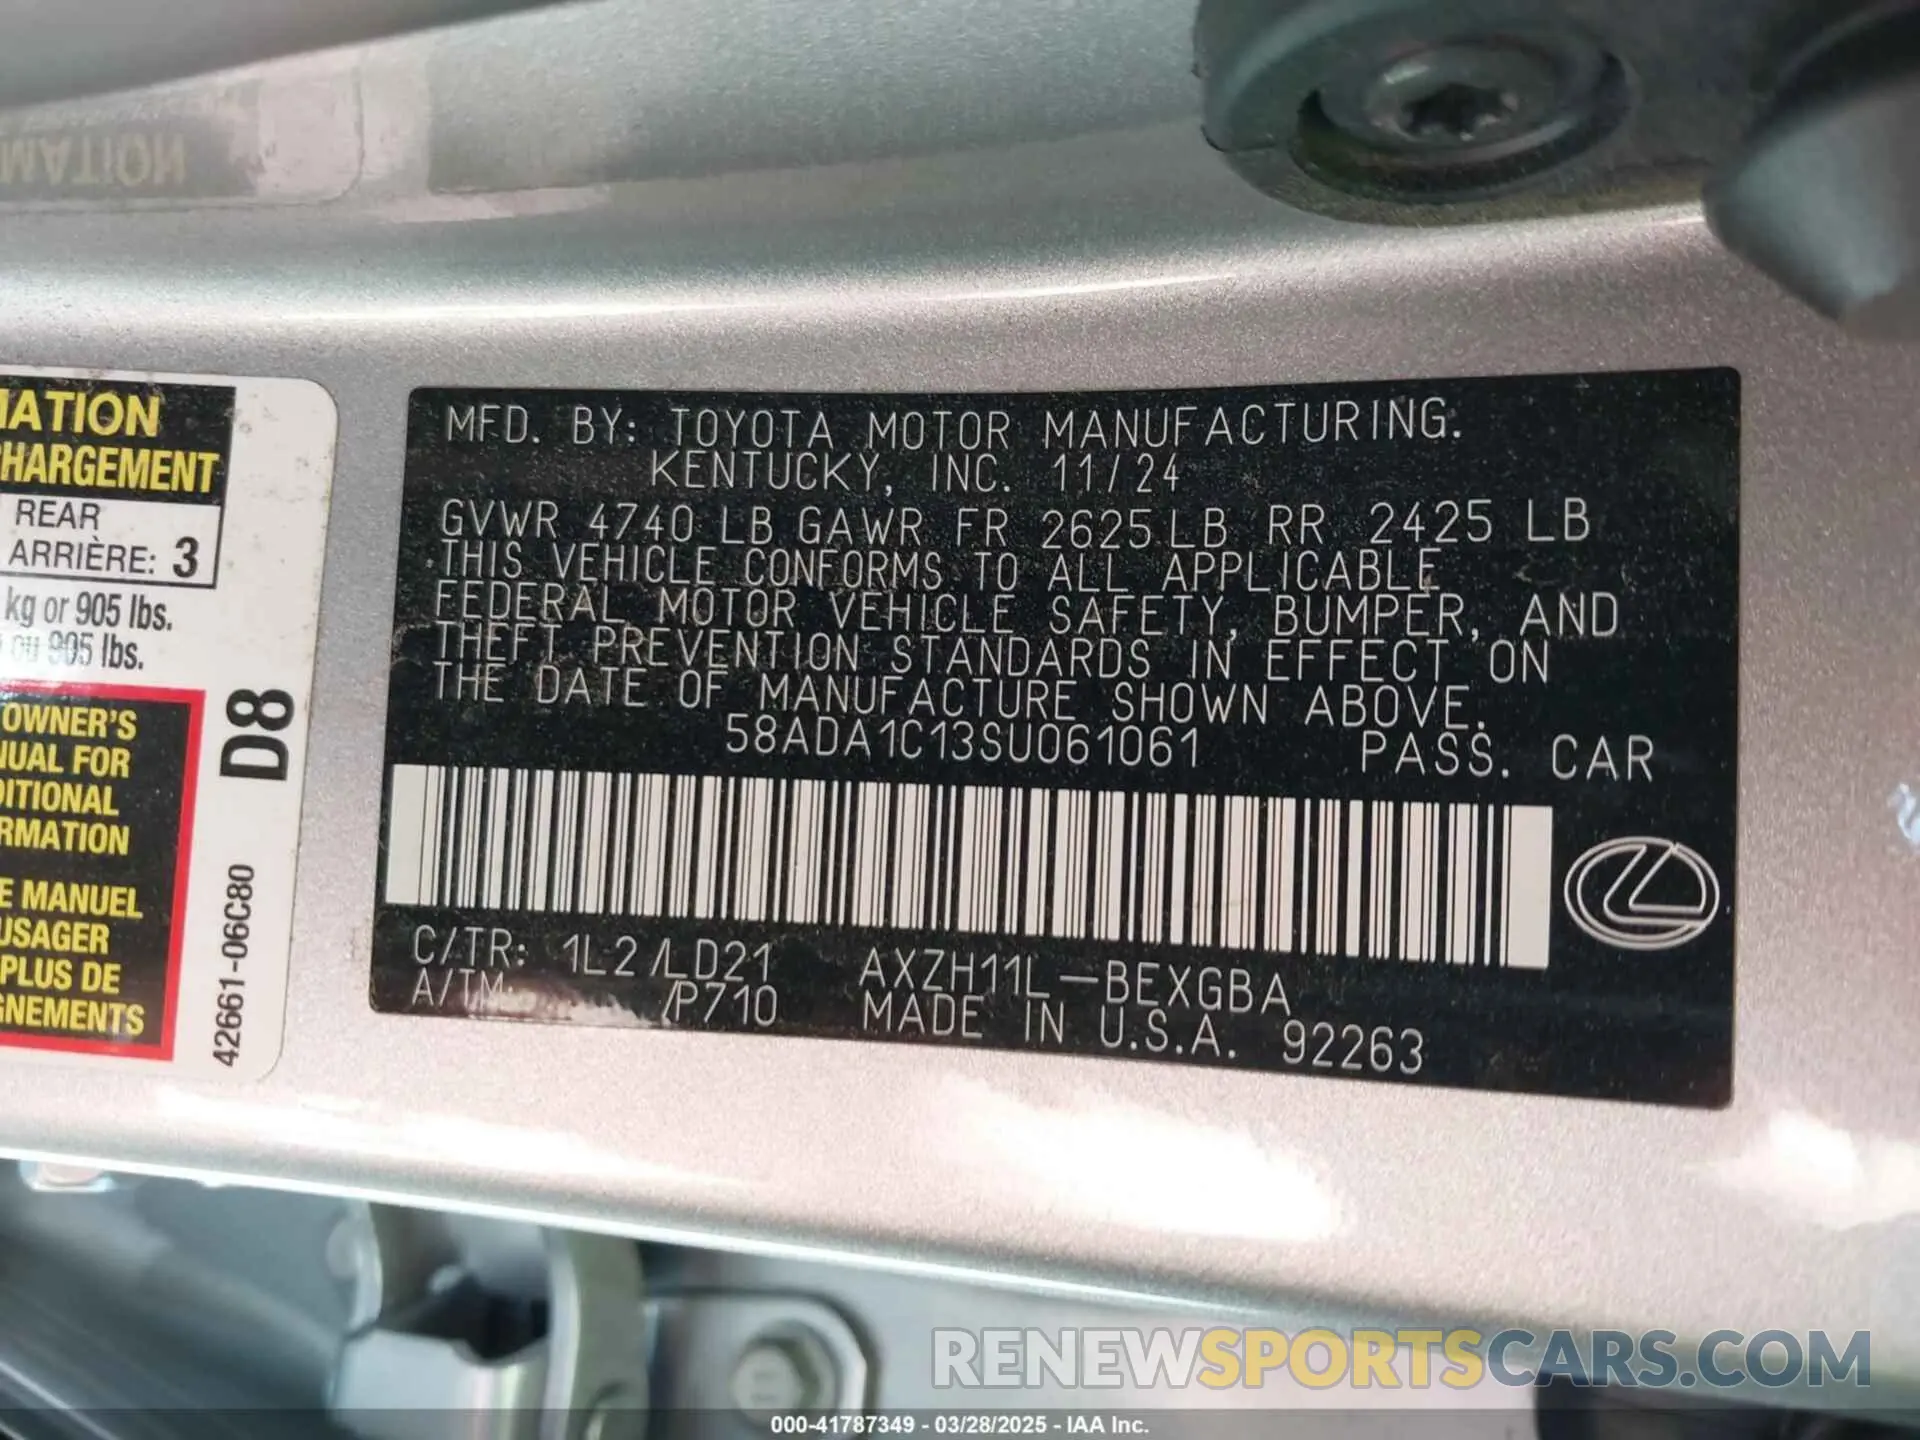 MATION
IATION
HARGEMENT
REAR
ARRIÈRE: 3
kg or 905 lbs.
ou 905 lbs.
OWNER'S
NUAL FOR
DITIONAL
RMATION
E MANUEL
USAGER
PLUS DE
GNEMENTS
D8
42661-06C80
MFD. BY: TOYOTA MOTOR MANUFACTURING.
KENTUCKY, INC. 11/24
GVWR 4740 LB GAWR FR 2625 LB RR 2425 LB
THIS VEHICLE CONFORMS TO ALL APPLICABLE
FEDERAL MOTOR VEHICLE SAFETY, BUMPER, AND
THEFT PREVENTION STANDARDS IN EFFECT ON
THE DATE OF MANUFACTURE SHOWN ABOVE.
58ADA1C13SU061061 PASS. CAR
C/TR: 1L2/LD21 AXZH11L-BEXGBA
A/TM: /P710 MADE IN U.S.A. 92263
RENEWSPORTSCARS.COM
000-41787349 - 03/28/2025 - IAA Inc.